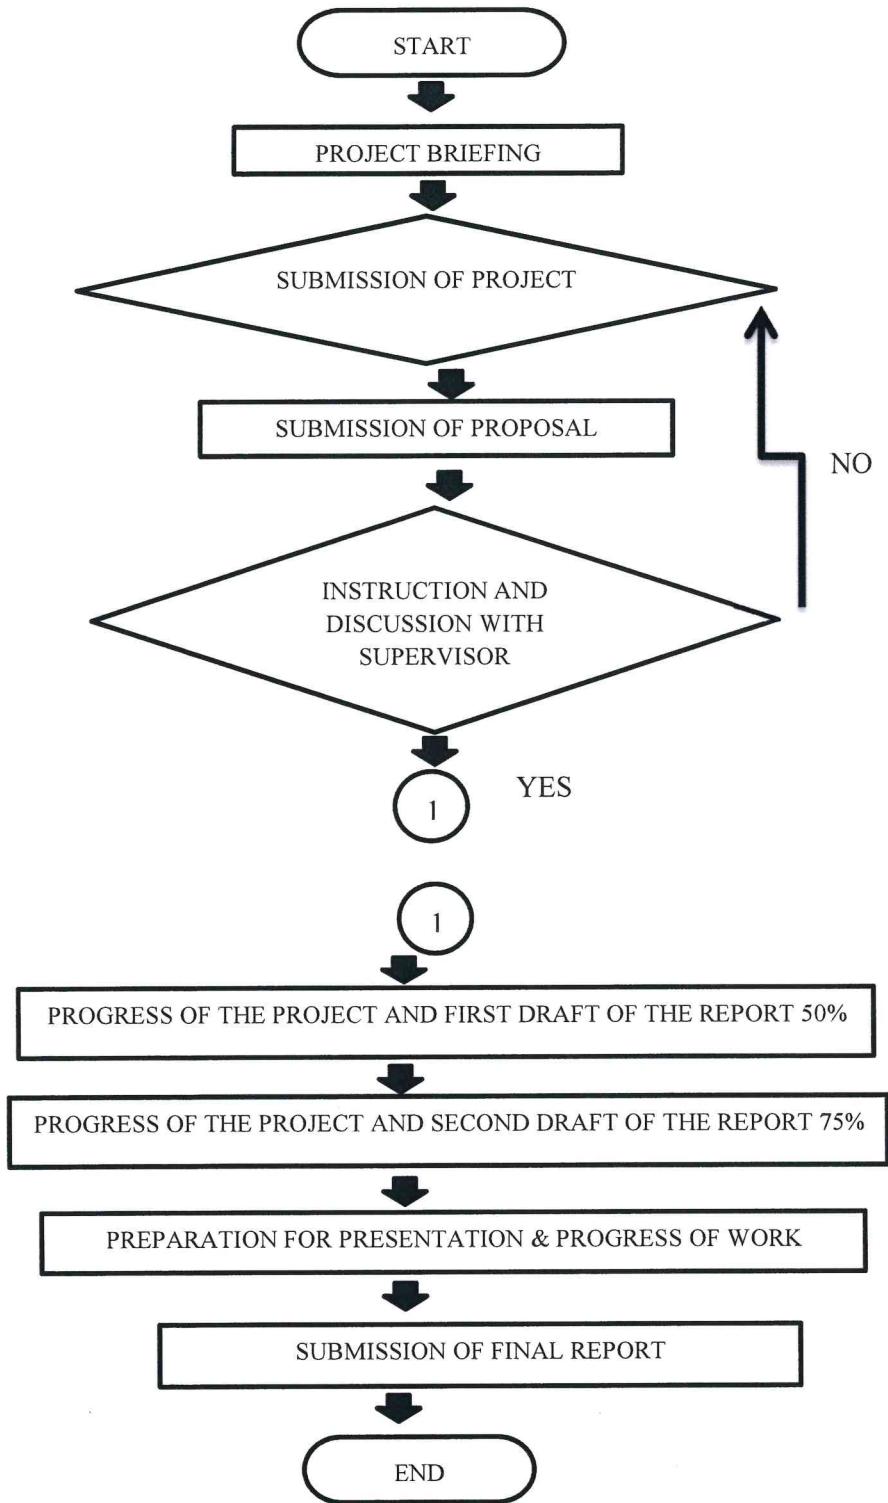 START
PROJECT BRIEFING
SUBMISSION OF PROJECT
SUBMISSION OF PROPOSAL
NO
INSTRUCTION AND
DISCUSSION WITH
SUPERVISOR
YES
1
1
PROGRESS OF THE PROJECT AND FIRST DRAFT OF THE REPORT 50%
PROGRESS OF THE PROJECT AND SECOND DRAFT OF THE REPORT 75%
PREPARATION FOR PRESENTATION & PROGRESS OF WORK
SUBMISSION OF FINAL REPORT
END